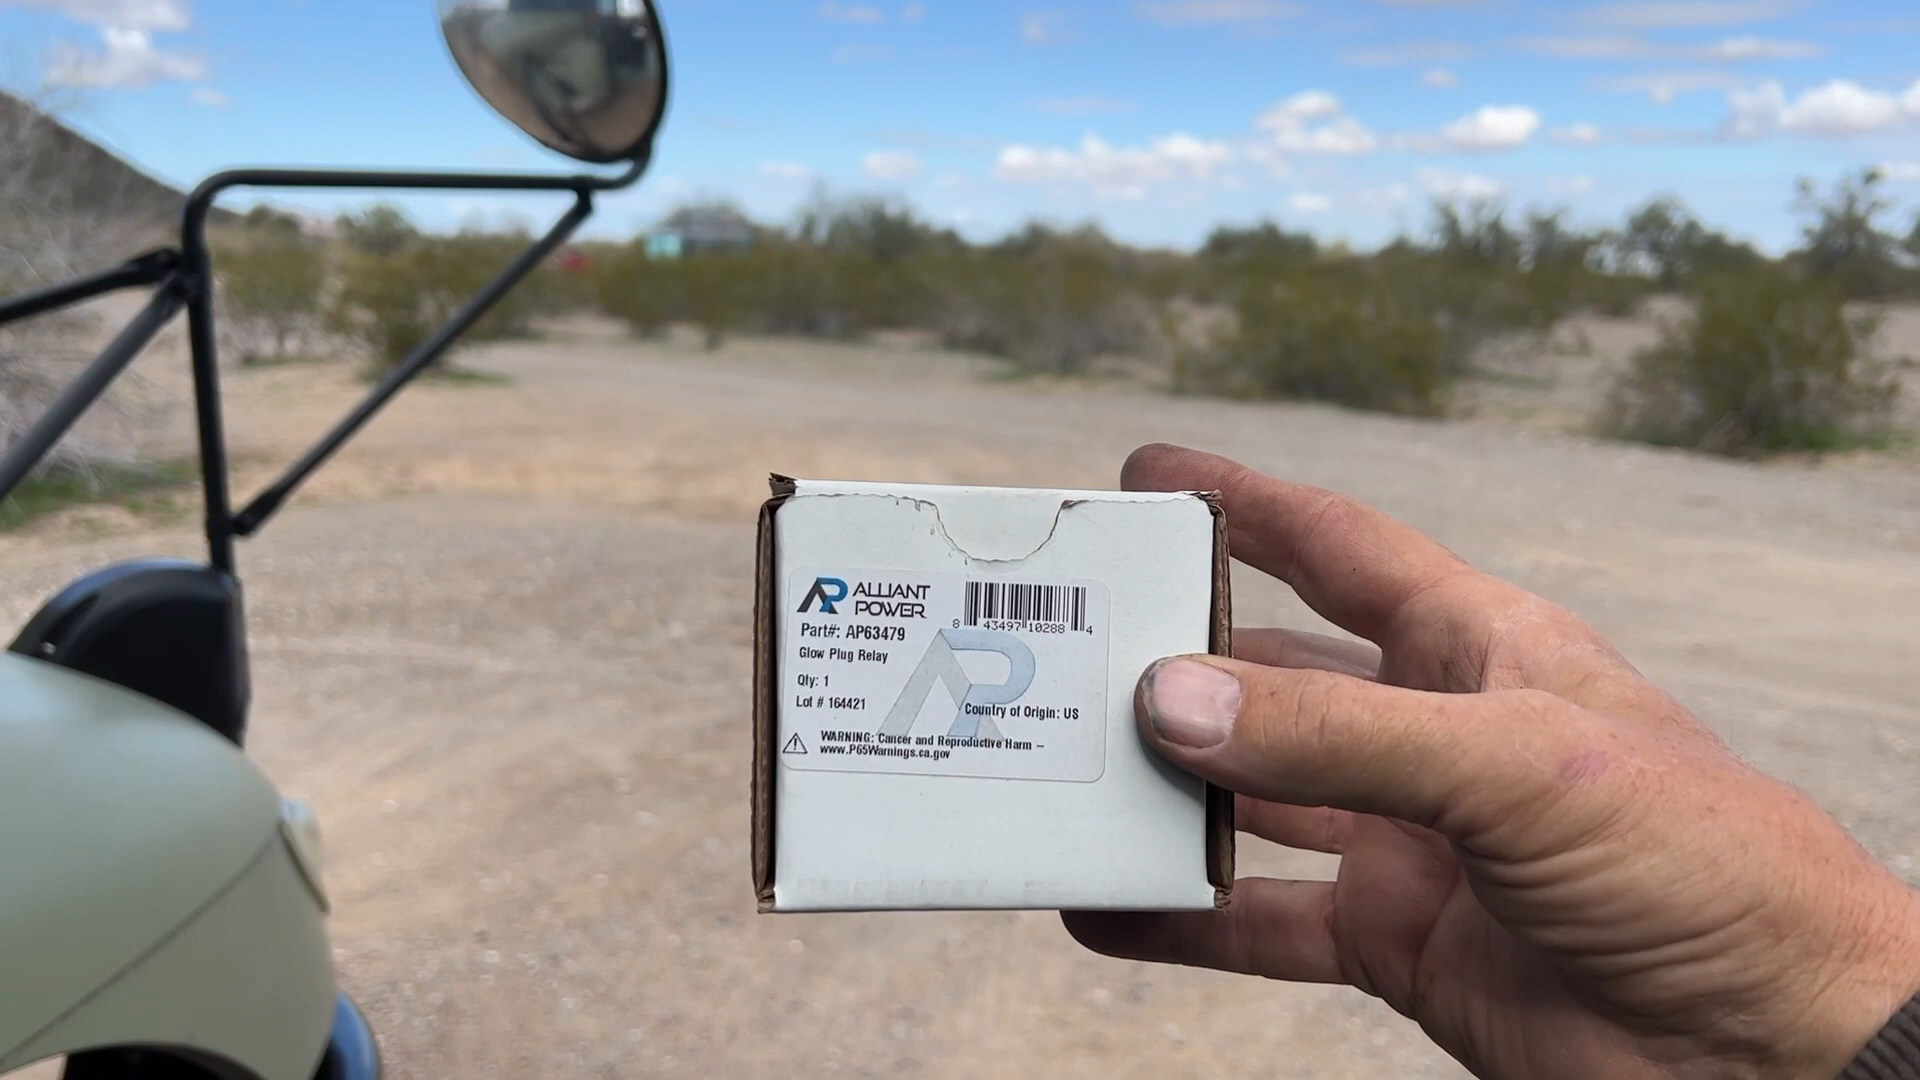 ALLIANT
POWER
8 43497 10288 4
Part#: AP63479
Glow Plug Relay
Qty: 1
Lot # 164421
Country of Origin: US
WARNING: Cancer and Reproductive Harm –
www.P65Warnings.ca.gov